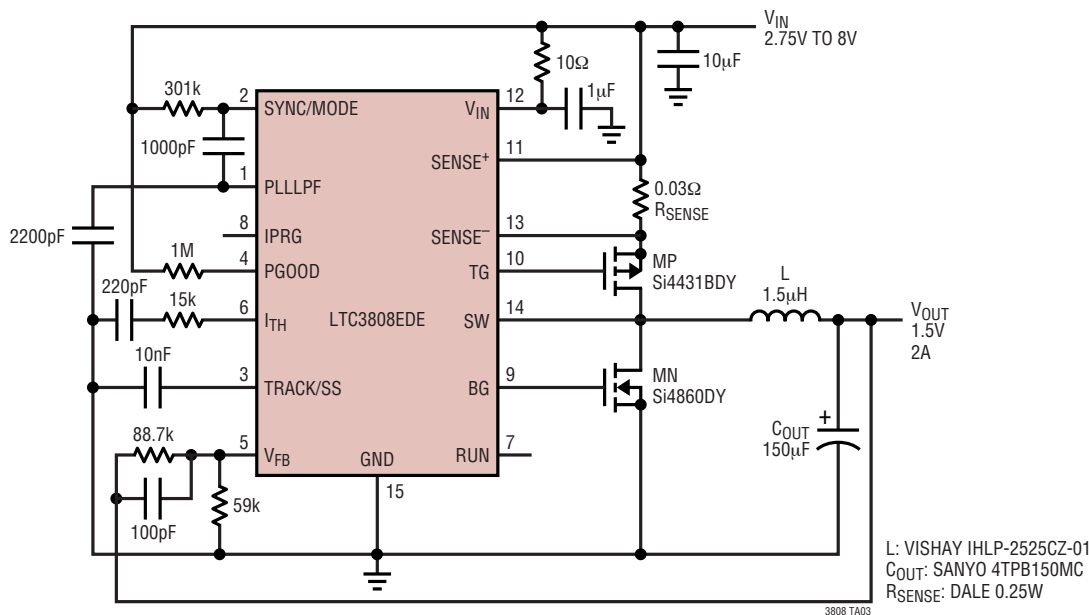 VIN
2.75V TO 8V
10Ω
10µF
1µF
301k
2
SYNC/MODE
VIN
12
1000pF
SENSE+
11
1
PLLLPF
0.03Ω
RSENSE
2200pF
8
IPRG
SENSE−
13
1M
4
PGOOD
TG
10
MP
Si4431BDY
220pF
15k
6
ITH
LTC3808EDE
SW
14
L
1.5µH
VOUT
1.5V
2A
10nF
3
TRACK/SS
BG
9
MN
Si4860DY
88.7k
5
VFB
GND
RUN
7
+
COUT
150µF
15
59k
100pF
L: VISHAY IHLP-2525CZ-01
COUT: SANYO 4TPB150MC
RSENSE: DALE 0.25W
3808 TA03